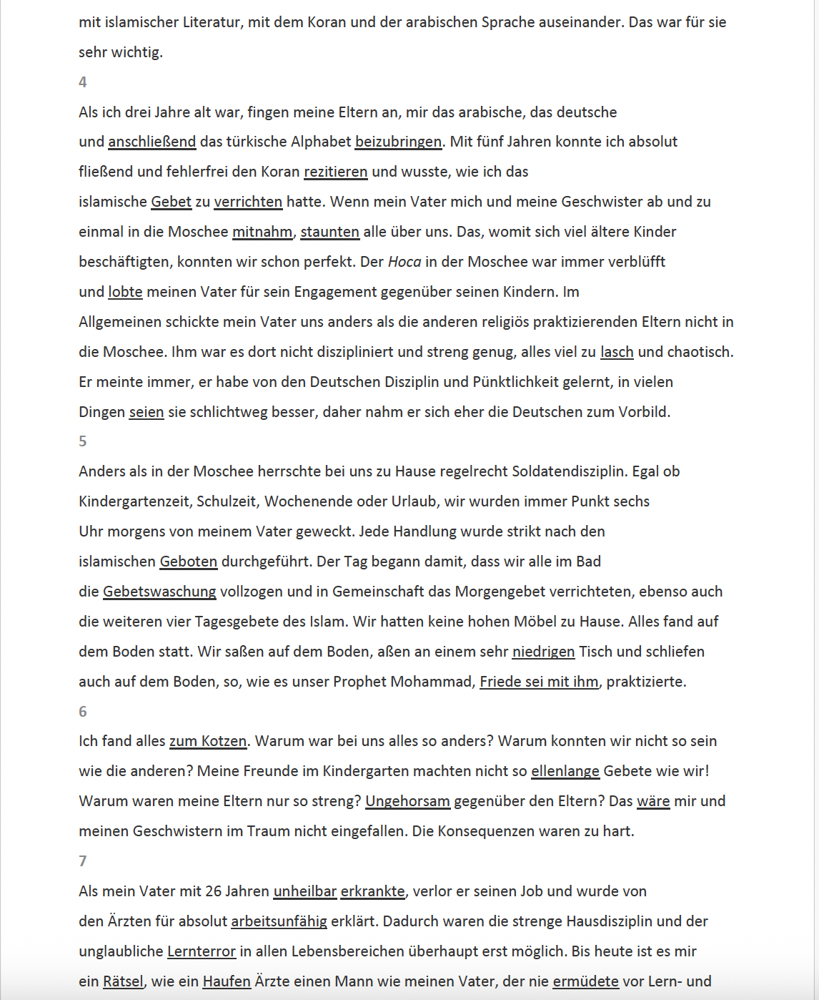 mit islamischer Literatur, mit dem Koran und der arabischen Sprache auseinander. Das war für sie
sehr wichtig.
4
Als ich drei Jahre alt war, fingen meine Eltern an, mir das arabische, das deutsche
und anschließend das türkische Alphabet beizubringen. Mit fünf Jahren konnte ich absolut
fließend und fehlerfrei den Koran rezitieren und wusste, wie ich das
islamische Gebet zu verrichten hatte. Wenn mein Vater mich und meine Geschwister ab und zu
einmal in die Moschee mitnahm, staunten alle über uns. Das, womit sich viel ältere Kinder
beschäftigten, konnten wir schon perfekt. Der Hoca in der Moschee war immer verblüfft
und lobte meinen Vater für sein Engagement gegenüber seinen Kindern. Im
Allgemeinen schickte mein Vater uns anders als die anderen religiös praktizierenden Eltern nicht in
die Moschee. Ihm war es dort nicht diszipliniert und streng genug, alles viel zu lasch und chaotisch.
Er meinte immer, er habe von den Deutschen Disziplin und Pünktlichkeit gelernt, in vielen
Dingen seien sie schlichtweg besser, daher nahm er sich eher die Deutschen zum Vorbild.
5
Anders als in der Moschee herrschte bei uns zu Hause regelrecht Soldatendisziplin. Egal ob
Kindergartenzeit, Schulzeit, Wochenende oder Urlaub, wir wurden immer Punkt sechs
Uhr morgens von meinem Vater geweckt. Jede Handlung wurde strikt nach den
islamischen Geboten durchgeführt. Der Tag begann damit, dass wir alle im Bad
die Gebetswaschung vollzogen und in Gemeinschaft das Morgengebet verrichteten, ebenso auch
die weiteren vier Tagesgebete des Islam. Wir hatten keine hohen Möbel zu Hause. Alles fand auf
dem Boden statt. Wir saßen auf dem Boden, aßen an einem sehr niedrigen Tisch und schliefen
auch auf dem Boden, so, wie es unser Prophet Mohammad, Friede sei mit ihm, praktizierte.
6
Ich fand alles zum Kotzen. Warum war bei uns alles so anders? Warum konnten wir nicht so sein
wie die anderen? Meine Freunde im Kindergarten machten nicht so ellenlange Gebete wie wir!
Warum waren meine Eltern nur so streng? Ungehorsam gegenüber den Eltern? Das wäre mir und
meinen Geschwistern im Traum nicht eingefallen. Die Konsequenzen waren zu hart.
7
Als mein Vater mit 26 Jahren unheilbar erkrankte, verlor er seinen Job und wurde von
den Ärzten für absolut arbeitsunfähig erklärt. Dadurch waren die strenge Hausdisziplin und der
unglaubliche Lernterror in allen Lebensbereichen überhaupt erst möglich. Bis heute ist es mir
ein Rätsel, wie ein Haufen Ärzte einen Mann wie meinen Vater, der nie ermüdete vor Lern- und